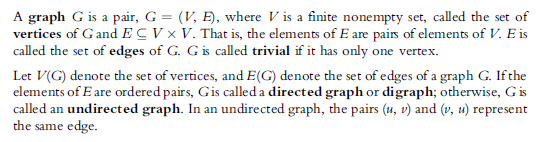 A graph G is a pair, G = (V, E), where V is a finite nonempty set, called the set of
vertices of G and E ⊆ V × V. That is, the elements of E are pairs of elements of V. E is
called the set of edges of G. G is called trivial if it has only one vertex.
Let V(G) denote the set of vertices, and E(G) denote the set of edges of a graph G. If the
elements of E are ordered pairs, G is called a directed graph or digraph; otherwise, G is
called an undirected graph. In an undirected graph, the pairs (u, v) and (v, u) represent
the same edge.